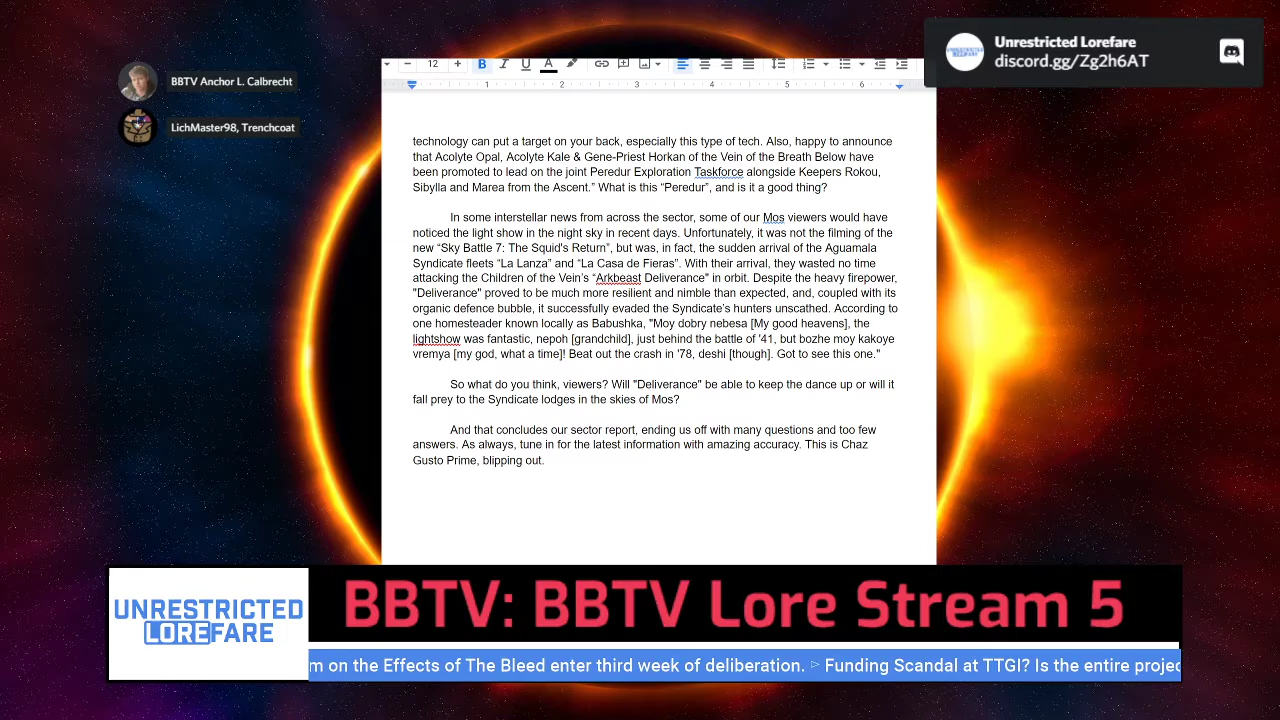 BBTV Anchor L. Calbrecht
LichMaster98, Trenchcoat
Unrestricted Lorefare
discord.gg/Zg2h6AT
12
B I U A
1 2 3 4 5 6
technology can put a target on your back, especially this type of tech. Also, happy to announce
that Acolyte Opal, Acolyte Kale & Gene-Priest Horkan of the Vein of the Breath Below have
been promoted to lead on the joint Peredur Exploration Taskforce alongside Keepers Rokou,
Sibylla and Marea from the Ascent.” What is this “Peredur”, and is it a good thing?
In some interstellar news from across the sector, some of our Mos viewers would have
noticed the light show in the night sky in recent days. Unfortunately, it was not the filming of the
new “Sky Battle 7: The Squid's Return”, but was, in fact, the sudden arrival of the Aguamala
Syndicate fleets “La Lanza” and “La Casa de Fieras”. With their arrival, they wasted no time
attacking the Children of the Vein’s “Arkbeast Deliverance" in orbit. Despite the heavy firepower,
"Deliverance" proved to be much more resilient and nimble than expected, and, coupled with its
organic defence bubble, it successfully evaded the Syndicate’s hunters unscathed. According to
one homesteader known locally as Babushka, "Moy dobry nebesa [My good heavens], the
lightshow was fantastic, nepoh [grandchild], just behind the battle of '41, but bozhe moy kakoye
vremya [my god, what a time]! Beat out the crash in '78, deshi [though]. Got to see this one."
So what do you think, viewers? Will "Deliverance" be able to keep the dance up or will it
fall prey to the Syndicate lodges in the skies of Mos?
And that concludes our sector report, ending us off with many questions and too few
answers. As always, tune in for the latest information with amazing accuracy. This is Chaz
Gusto Prime, blipping out.
UNRESTRICTED
LOREFARE
BBTV: BBTV Lore Stream 5
m on the Effects of The Bleed enter third week of deliberation. ▷ Funding Scandal at TTGI? Is the entire projec